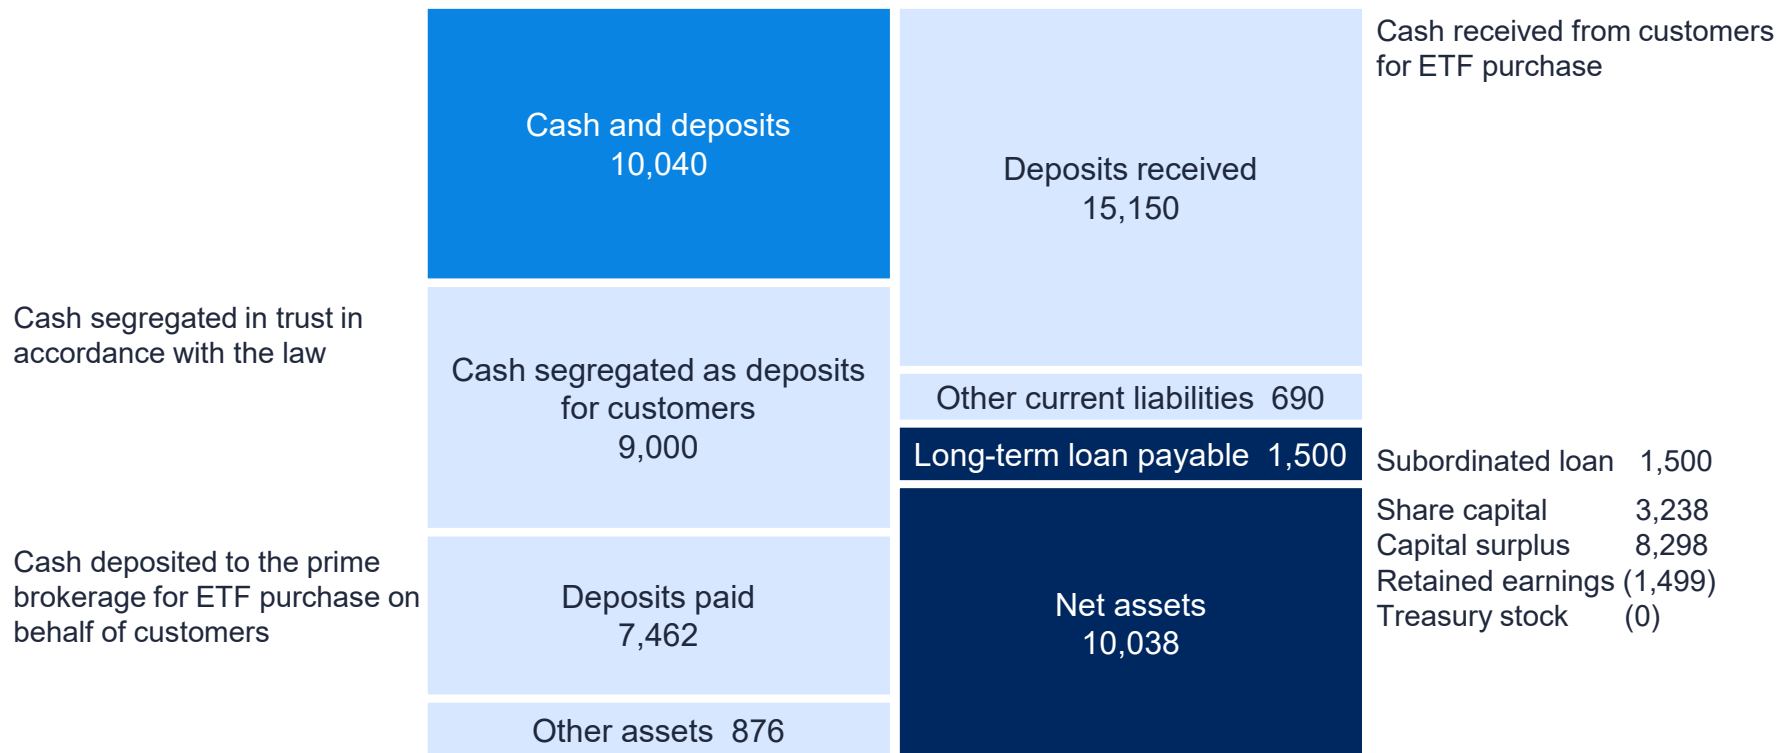 Cash and deposits
10,040
Cash segregated in trust in
accordance with the law
Cash segregated as deposits
for customers
9,000
Cash deposited to the prime
brokerage for ETF purchase on
behalf of customers
Deposits paid
7,462
Other assets 876
Cash received from customers
for ETF purchase
Deposits received
15,150
Other current liabilities 690
Long-term loan payable 1,500
Subordinated loan 1,500
Net assets
10,038
Share capital 3,238
Capital surplus 8,298
Retained earnings (1,499)
Treasury stock (0)